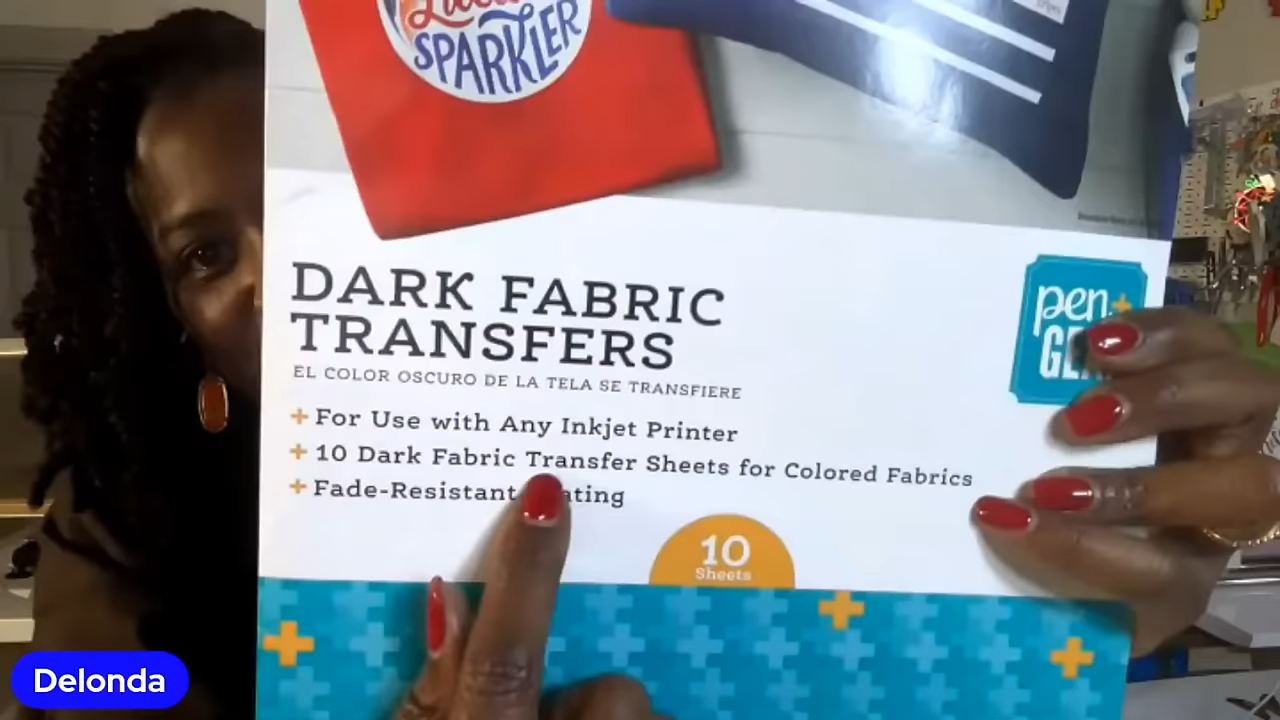 SPARKLER
DARK FABRIC
TRANSFERS
EL COLOR OSCURO DE LA TELA SE TRANSFIERE
+ For Use with Any Inkjet Printer
+ 10 Dark Fabric Transfer Sheets for Colored Fabrics
+ Fade-Resistant
pen+
10
Sheets
Delonda